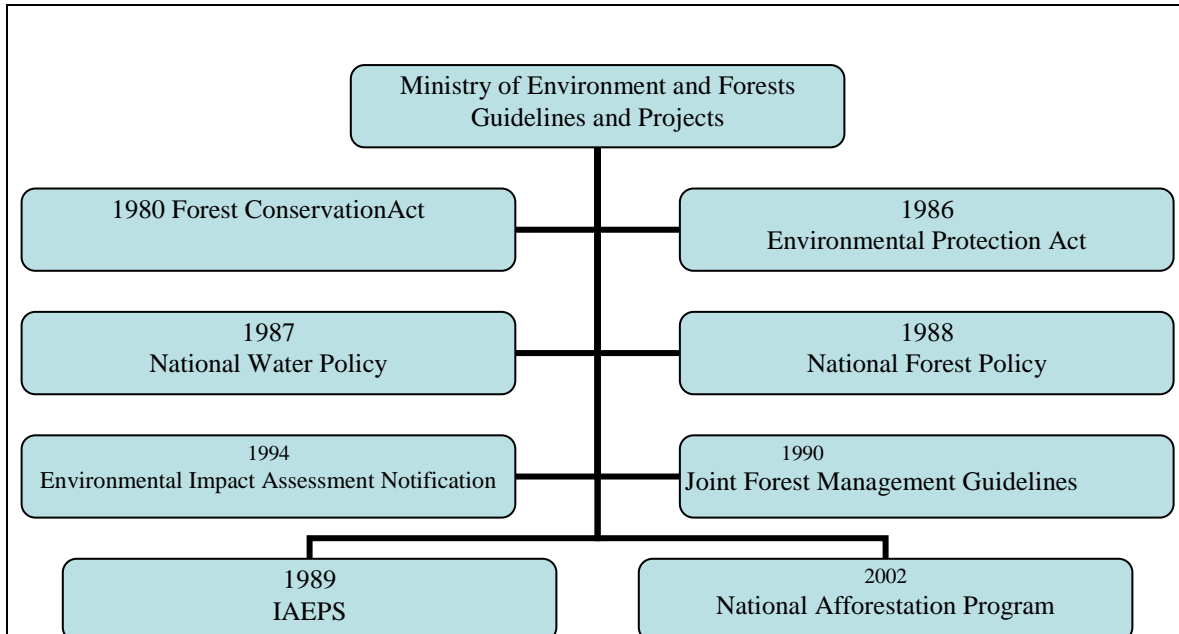 Ministry of Environment and Forests
Guidelines and Projects
1980 Forest ConservationAct
1986
Environmental Protection Act
1987
National Water Policy
1988
National Forest Policy
1994
Environmental Impact Assessment Notification
1990
Joint Forest Management Guidelines
1989
IAEPS
2002
National Afforestation Program